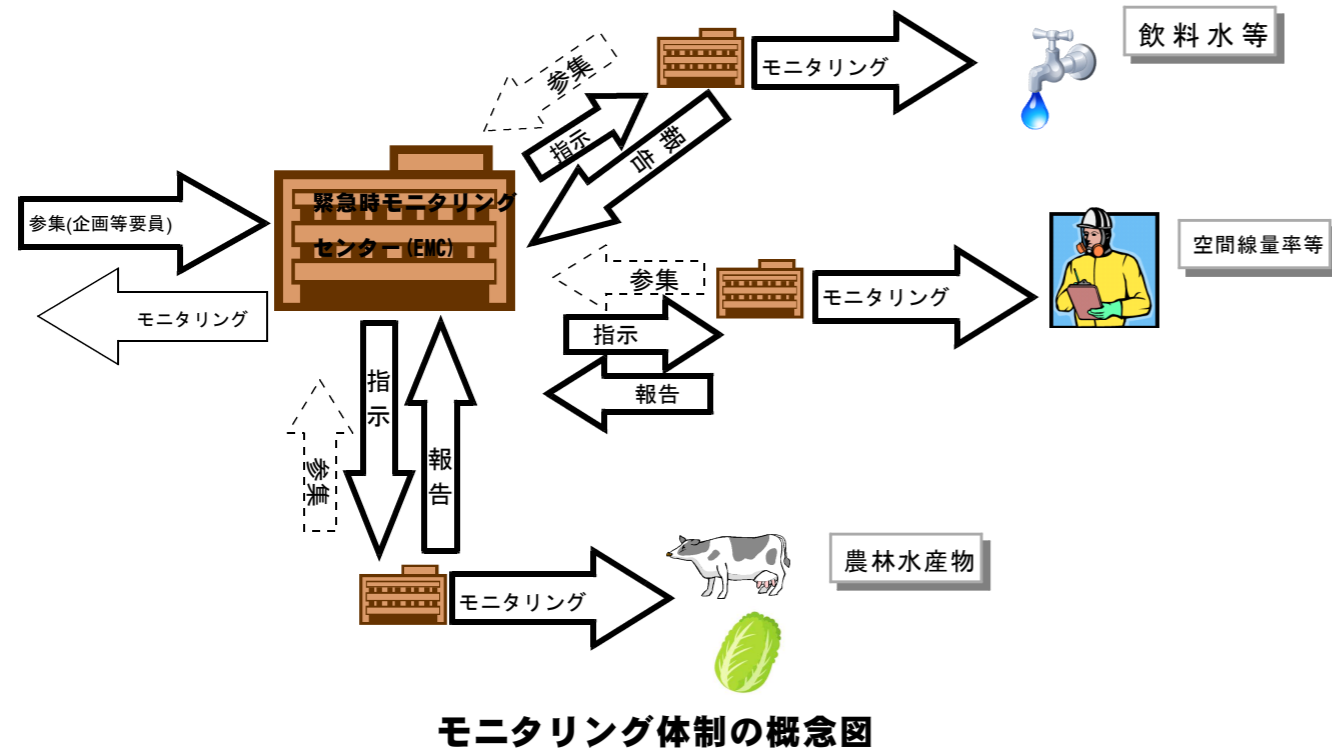 飲料水等
モニタリング
参集
指示
報告
緊急時モニタリング
センター(EMC)
参集(企画等要員)
モニタリング
空間線量率等
参集
モニタリング
指示
報告
指示
報告
参集
農林水産物
モニタリング
モニタリング体制の概念図